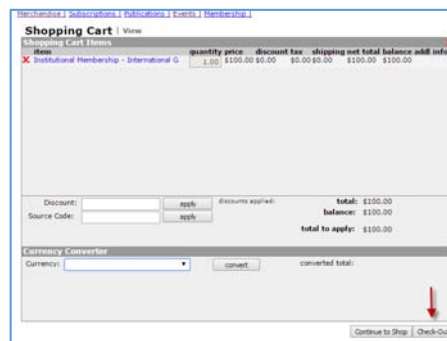 Merchandise | Subscriptions | Publications | Events | Membership |
Shopping Cart | View
Shopping Cart Items
item quantity price discount tax shipping net total balance addl info
Institutional Membership - International G 1.00 $100.00 $0.00 $0.00 $0.00 $100.00 $100.00
Discount: apply discounts applied: total: $100.00
Source Code: apply balance: $100.00
total to apply: $100.00
Currency Converter
Currency: convert converted total:
Continue to Shop Check-Out